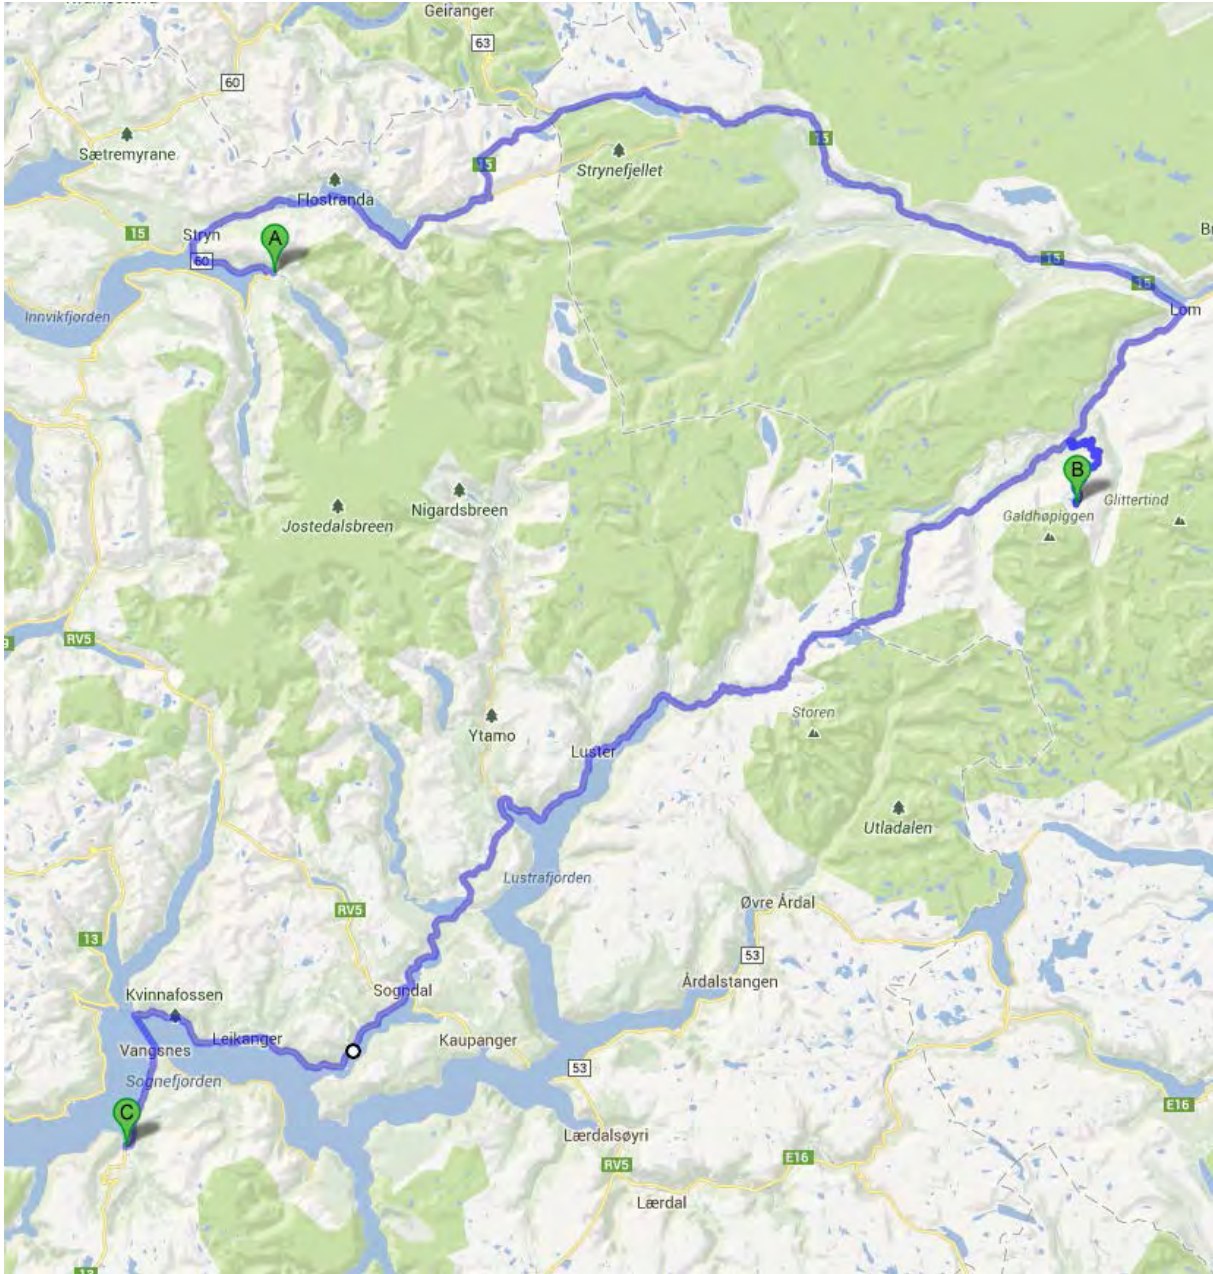 Geiranger
63
60
Sætremyrane
15
Strynefjellet
15
Flostranda
15
Stryn
A
60
15
15
Innvikfjorden
Lom
B
Glittertind
Galdhøpiggen
Nigardsbreen
Jostedalsbreen
RV5
Storen
Ytamo
Luster
Utladalen
Lustrafjorden
Øvre Årdal
RV5
13
53
Årdalstangen
Kvinnafossen
Sogndal
Leikanger
Kaupanger
Vangsnes
53
Sognefjorden
E16
C
Lærdalsøyri
E16
RV5
Lærdal
13